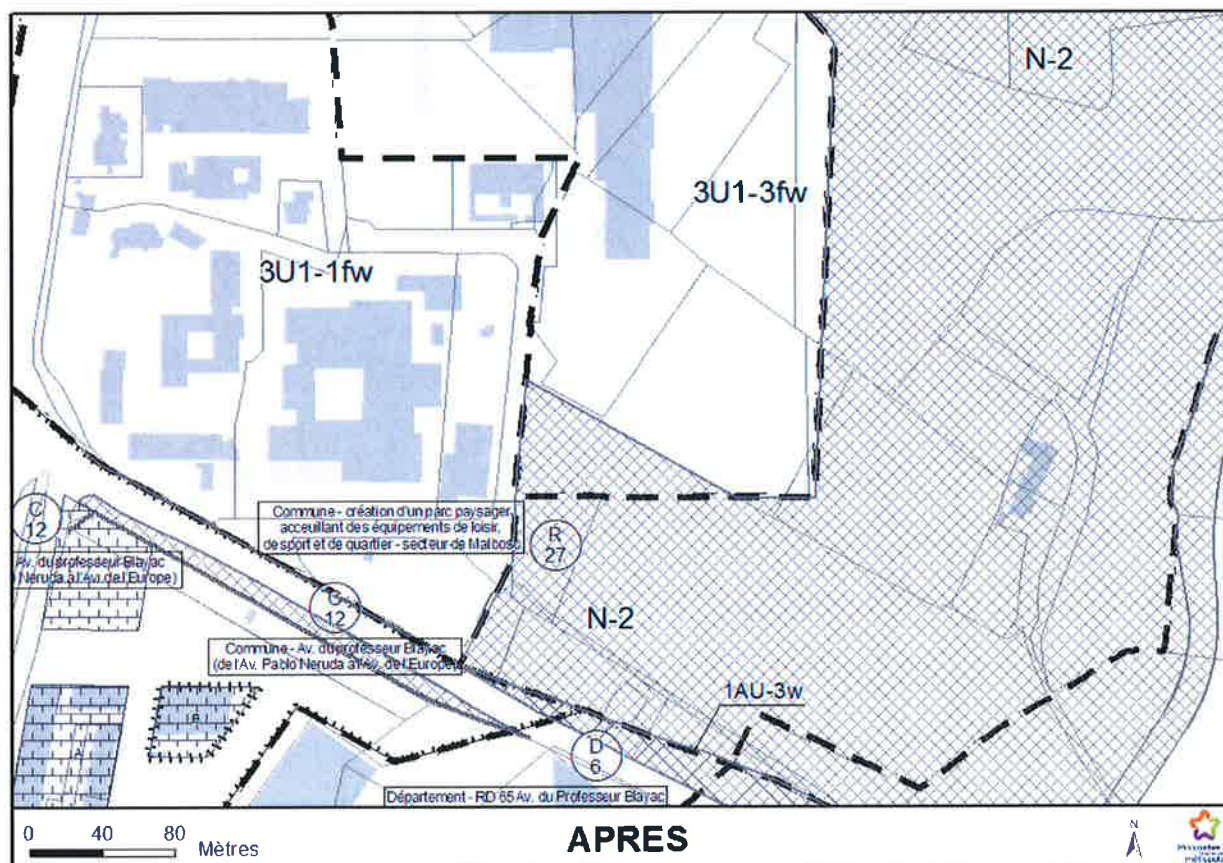 N-2
3U1-3fw
3U1-1fw
C
12
Commune - création d'un parc paysager
acceuillant des équipements de loisir,
de sport et de quartier - secteur de Malbosc
R
27
Av. du professeur Blayac
Neruda à l'Av. de l'Europe)
C
12
N-2
Commune - Av. du professeur Blayac
(de l'Av. Pablo Neruda à l'Av. de l'Europe)
1AU-3w
B
A
D
6
Département - RD 65 Av. du Professeur Blayac
0 40 80
Mètres
APRES
N